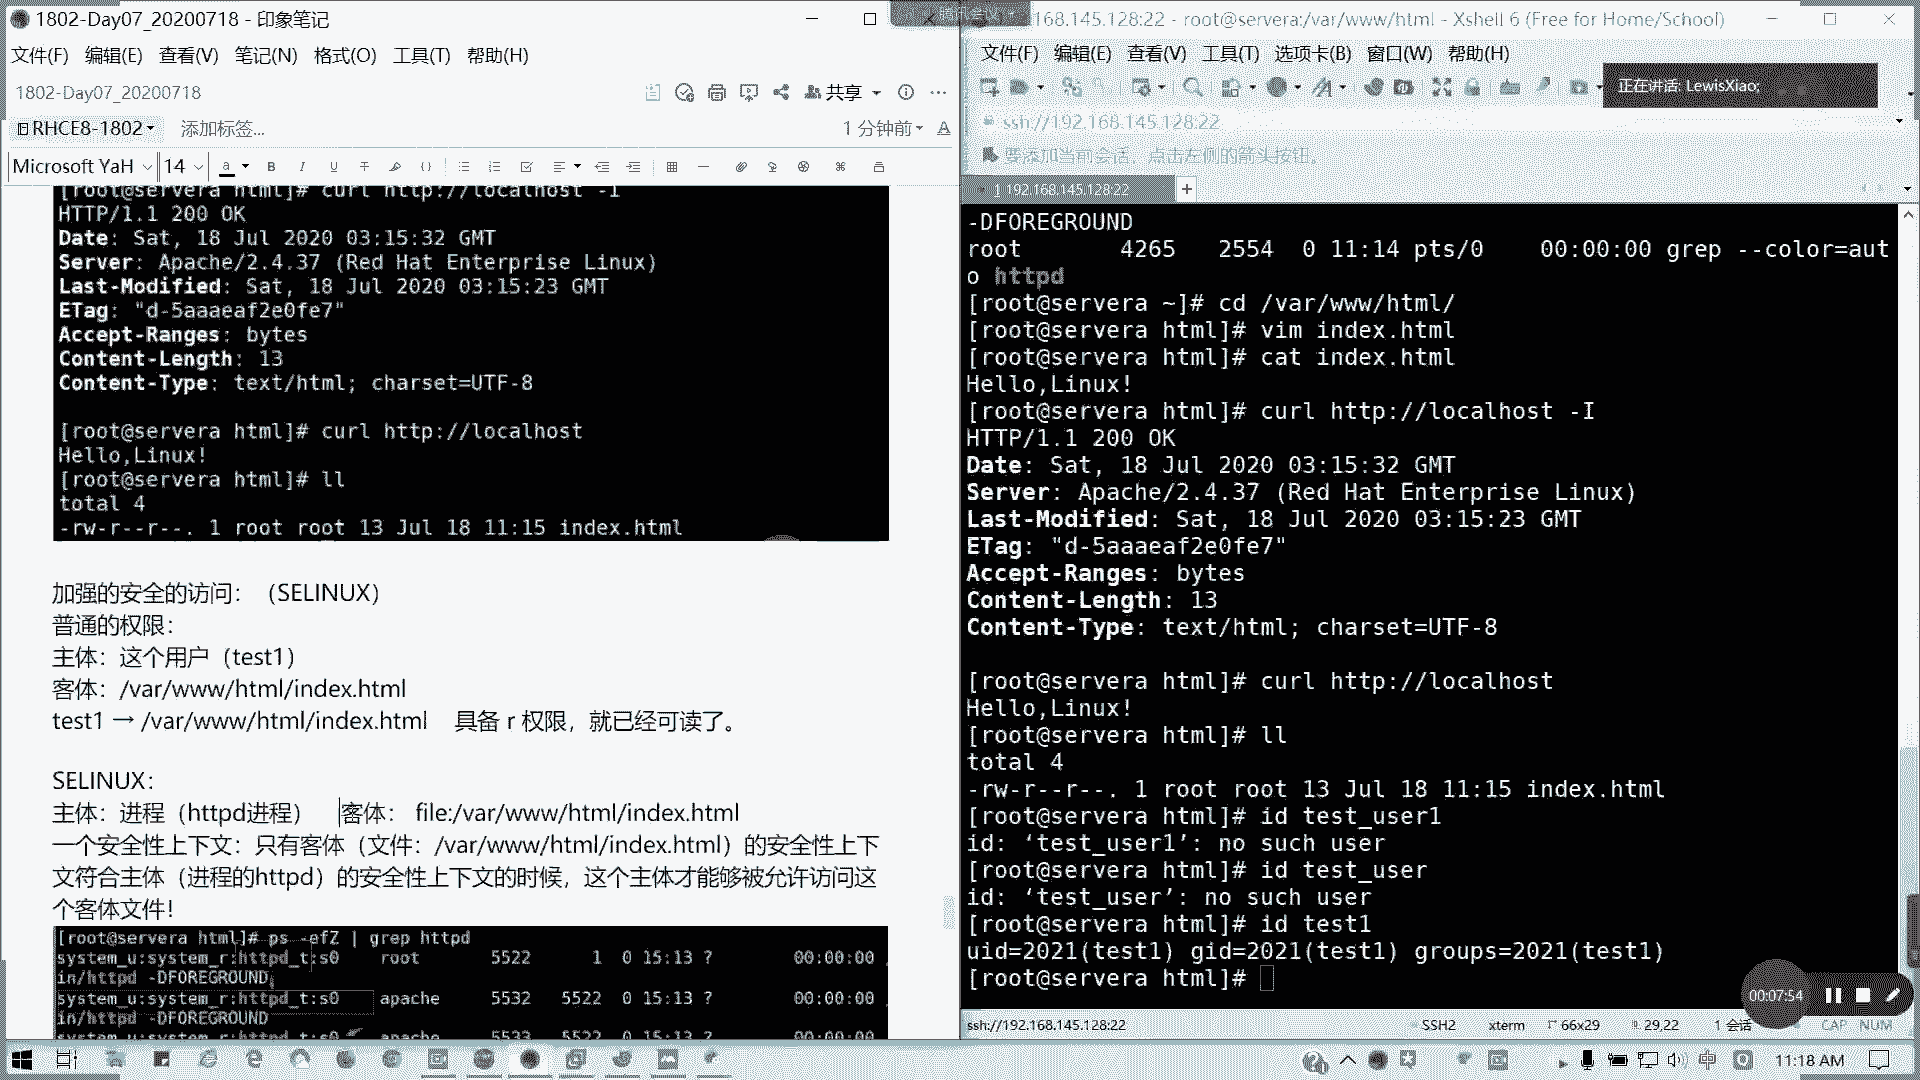 1802-Day07_20200718 - 印象笔记
文件(F) 编辑(E) 查看(V) 笔记(N) 格式(O) 工具(T) 帮助(H)
1802-Day07_20200718
共享
RHCE8-1802 添加标签...
1 分钟前
Microsoft YaH 14
[root@servera html]# curl http://localhost -I
HTTP/1.1 200 OK
Date: Sat, 18 Jul 2020 03:15:32 GMT
Server: Apache/2.4.37 (Red Hat Enterprise Linux)
Last-Modified: Sat, 18 Jul 2020 03:15:23 GMT
ETag: "d-5aaaeaf2e0fe7"
Accept-Ranges: bytes
Content-Length: 13
Content-Type: text/html; charset=UTF-8
[root@servera html]# curl http://localhost
Hello,Linux!
[root@servera html]# ll
total 4
-rw-r--r--. 1 root root 13 Jul 18 11:15 index.html
加强的安全的访问：（SELINUX）
普通的权限：
主体：这个用户（test1）
客体：/var/www/html/index.html
test1 → /var/www/html/index.html 具备 r 权限，就已经可读了。
SELINUX：
主体：进程（httpd进程） 客体： file:/var/www/html/index.html
一个安全性上下文：只有客体（文件：/var/www/html/index.html）的安全性上下
文符合主体（进程的httpd）的安全性上下文的时候，这个主体才能够被允许访问这
个客体文件！
[root@servera html]# ps -efZ | grep httpd
system_u:system_r:httpd_t:s0 root 5522 1 0 15:13 ? 00:00:00
in/httpd -DFOREGROUND
system_u:system_r:httpd_t:s0 apache 5532 5522 0 15:13 ? 00:00:00
in/httpd -DFOREGROUND
system_u:system_r:httpd_t:s0 apache 5533 5522 0 15:13 ? 00:00:00
168.145.128:22 - root@servera:/var/www/html - Xshell 6 (Free for Home/School)
文件(F) 编辑(E) 查看(V) 工具(T) 选项卡(B) 窗口(W) 帮助(H)
正在讲话: LewisXiao;
ssh://192.168.145.128:22
要添加当前会话，点击左侧的箭头按钮。
1 192.168.145.128:22
-DFOREGROUND
root 4265 2554 0 11:14 pts/0 00:00:00 grep --color=aut
o httpd
[root@servera ~]# cd /var/www/html/
[root@servera html]# vim index.html
[root@servera html]# cat index.html
Hello,Linux!
[root@servera html]# curl http://localhost -I
HTTP/1.1 200 OK
Date: Sat, 18 Jul 2020 03:15:32 GMT
Server: Apache/2.4.37 (Red Hat Enterprise Linux)
Last-Modified: Sat, 18 Jul 2020 03:15:23 GMT
ETag: "d-5aaaeaf2e0fe7"
Accept-Ranges: bytes
Content-Length: 13
Content-Type: text/html; charset=UTF-8
[root@servera html]# curl http://localhost
Hello,Linux!
[root@servera html]# ll
total 4
-rw-r--r--. 1 root root 13 Jul 18 11:15 index.html
[root@servera html]# id test_user1
id: ‘test_user1’: no such user
[root@servera html]# id test_user
id: ‘test_user’: no such user
[root@servera html]# id test1
uid=2021(test1) gid=2021(test1) groups=2021(test1)
[root@servera html]#
00:07:54
ssh://192.168.145.128:22 SSH2 xterm 66x29 29,22 1 会话 CAP NUM
中 11:18 AM